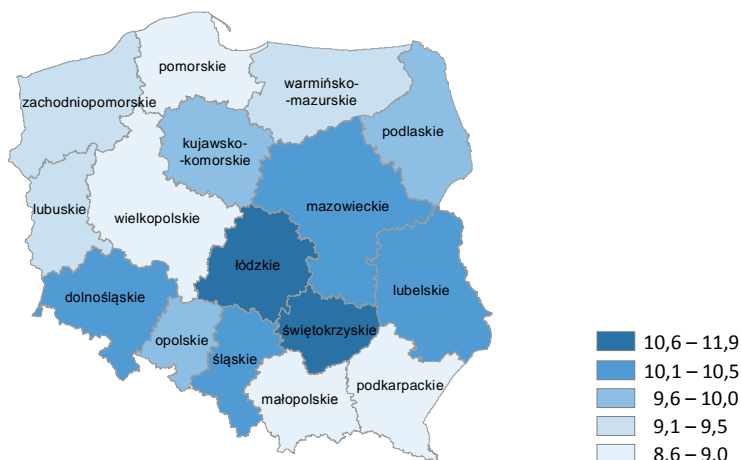 pomorskie
warmińsko-
-mazurskie
zachodniopomorskie
podlaskie
kujawsko-
-komorskie
mazowieckie
lubuskie
wielkopolskie
łódzkie
lubelskie
dolnośląskie
świętokrzyskie
opolskie
śląskie
podkarpackie
małopolskie
10,6 – 11,9
10,1 – 10,5
9,6 – 10,0
9,1 – 9,5
8,6 – 9,0